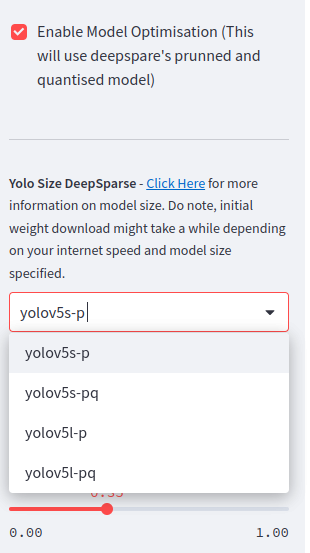 Enable Model Optimisation (This
will use deepspare's prunned and
quantised model)
Yolo Size DeepSparse - Click Here for more
information on model size. Do note, initial
weight download might take a while depending
on your internet speed and model size
specified.
yolov5s-p
yolov5s-p
yolov5s-pq
yolov5l-p
yolov5l-pq
0.00 1.00